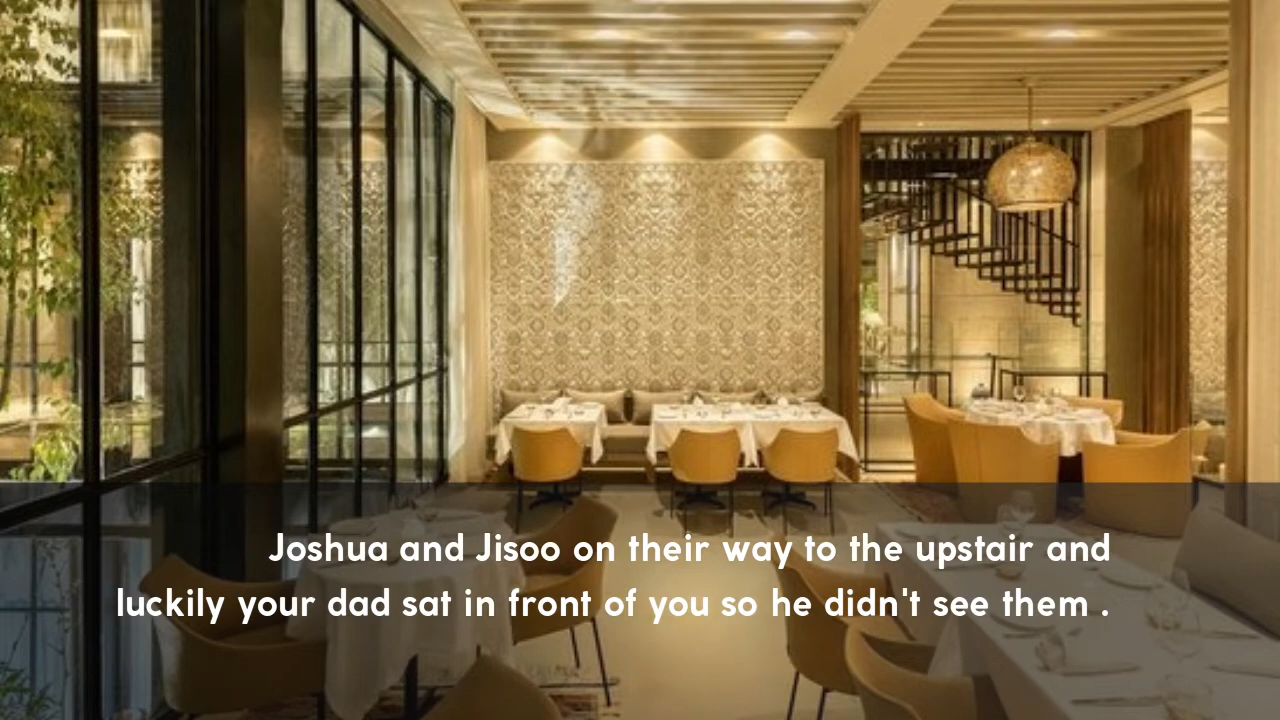 Joshua and Jisoo on their way to the upstair and
luckily your dad sat in front of you so he didn't see them .